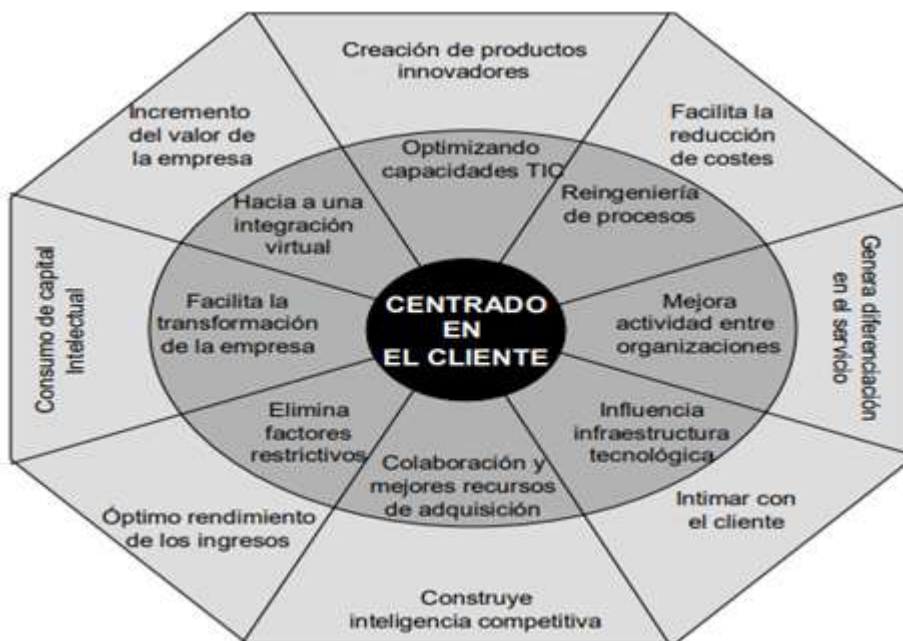 Creación de productos
innovadores
Incremento
del valor de
la empresa
Facilita la
reducción
de costes
Optimizando
capacidades TIC
Hacia a una
integración
virtual
Reingeniería
de procesos
Consumo de capital
Intelectual
Facilita la
transformación
de la empresa
CENTRADO
EN
EL CLIENTE
Mejora
actividad entre
organizaciones
Genera diferenciación
en el servicio
Elimina
factores
restrictivos
Colaboración y
mejores recursos
de adquisición
Influencia
infraestructura
tecnológica
Óptimo rendimiento
de los ingresos
Intimar con
el cliente
Construye
inteligencia competitiva